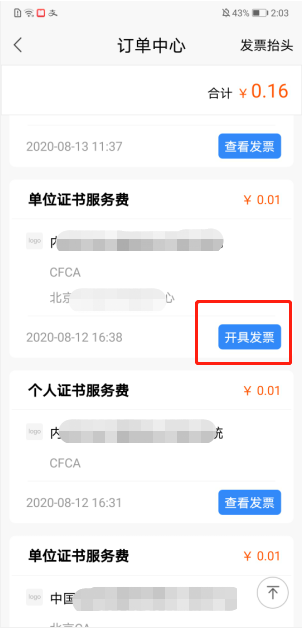 43% 2:03
订单中心
发票抬头
合计 ¥ 0.16
2020-08-13 11:37
查看发票
单位证书服务费
¥ 0.01
logo
内
CFCA
北京
心
2020-08-12 16:38
开具发票
个人证书服务费
¥ 0.01
logo
内
统
CFCA
2020-08-12 16:31
查看发票
单位证书服务费
¥ 0.01
logo
中国
北京CA